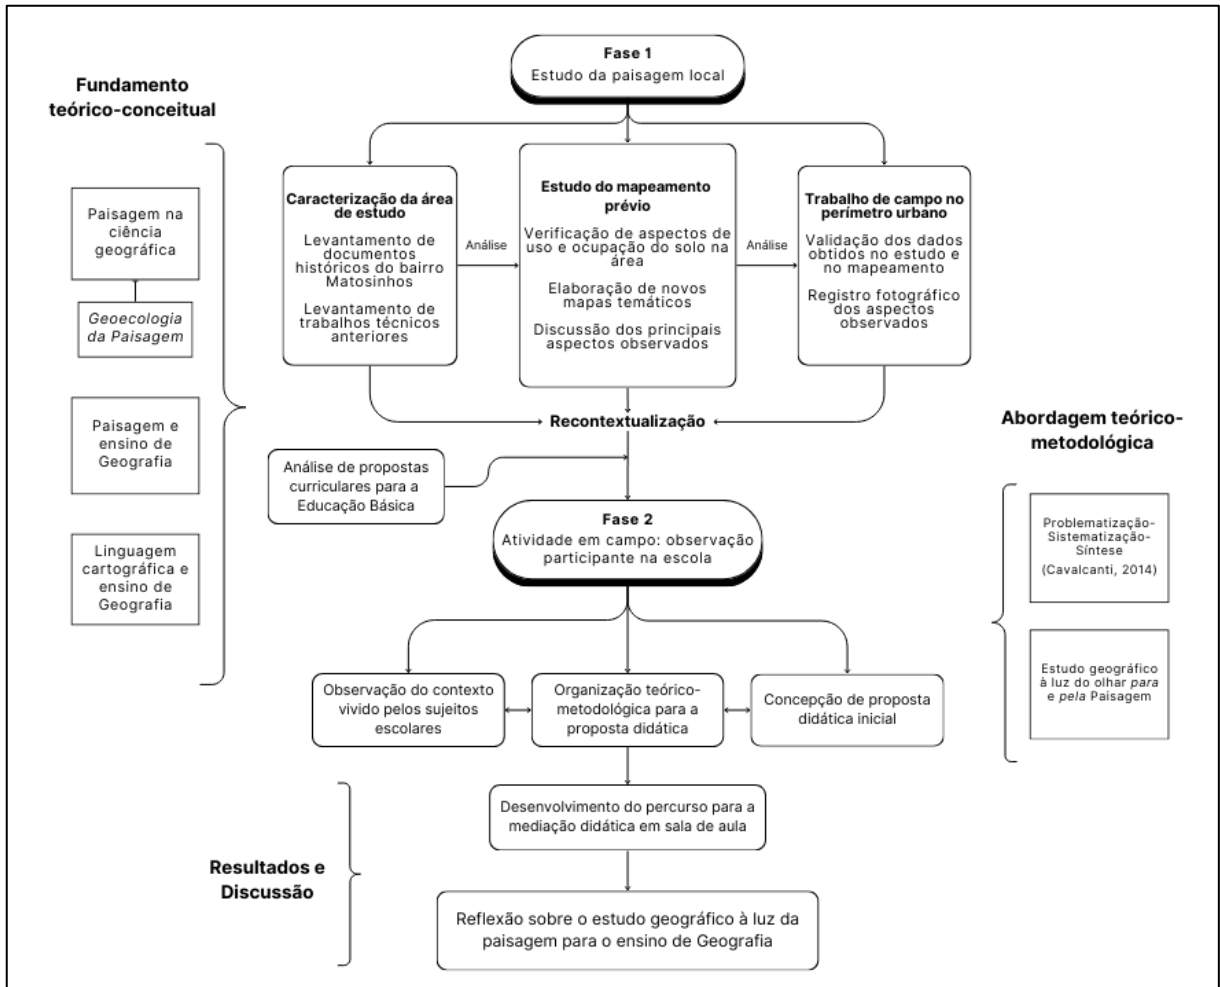 Fase 1
Estudo da paisagem local
Fundamento
teórico-conceitual
Paisagem na
ciência
geográfica
Geoecologia
da Paisagem
Paisagem e
ensino de
Geografia
Linguagem
cartográfica e
ensino de
Geografia
Caracterização da área
de estudo
Levantamento de
documentos
históricos do bairro
Matosinhos
Levantamento de
trabalhos técnicos
anteriores
Análise
Estudo do mapeamento
prévio
Verificação de aspectos de
uso e ocupação do solo na
área
Elaboração de novos
mapas temáticos
Discussão dos principais
aspectos observados
Análise
Trabalho de campo no
perímetro urbano
Validação dos dados
obtidos no estudo e
no mapeamento
Registro fotográfico
dos aspectos
observados
Recontextualização
Análise de propostas
curriculares para a
Educação Básica
Fase 2
Atividade em campo: observação
participante na escola
Abordagem teórico-
metodológica
Problematização-
Sistematização-
Síntese
(Cavalcanti, 2014)
Estudo geográfico
à luz do olhar para
e pela Paisagem
Observação do contexto
vivido pelos sujeitos
escolares
Organização teórico-
metodológica para a
proposta didática
Concepção de proposta
didática inicial
Resultados e
Discussão
Desenvolvimento do percurso para a
mediação didática em sala de aula
Reflexão sobre o estudo geográfico à luz da
paisagem para o ensino de Geografia